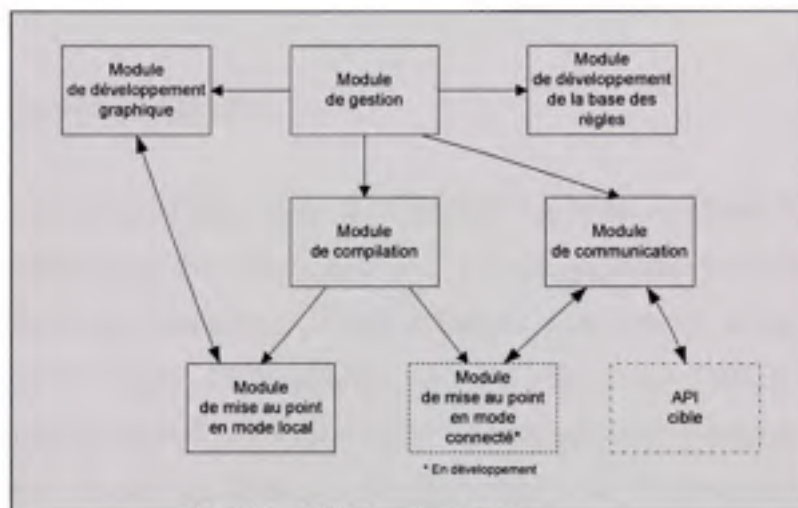 Module
de développement
graphique
Module
de gestion
Module
de développement
de la base des
règles
Module
de compilation
Module
de communication
Module
de mise au point
en mode local
Module
de mise au point
en mode
connecté*
API
cible
* En développement